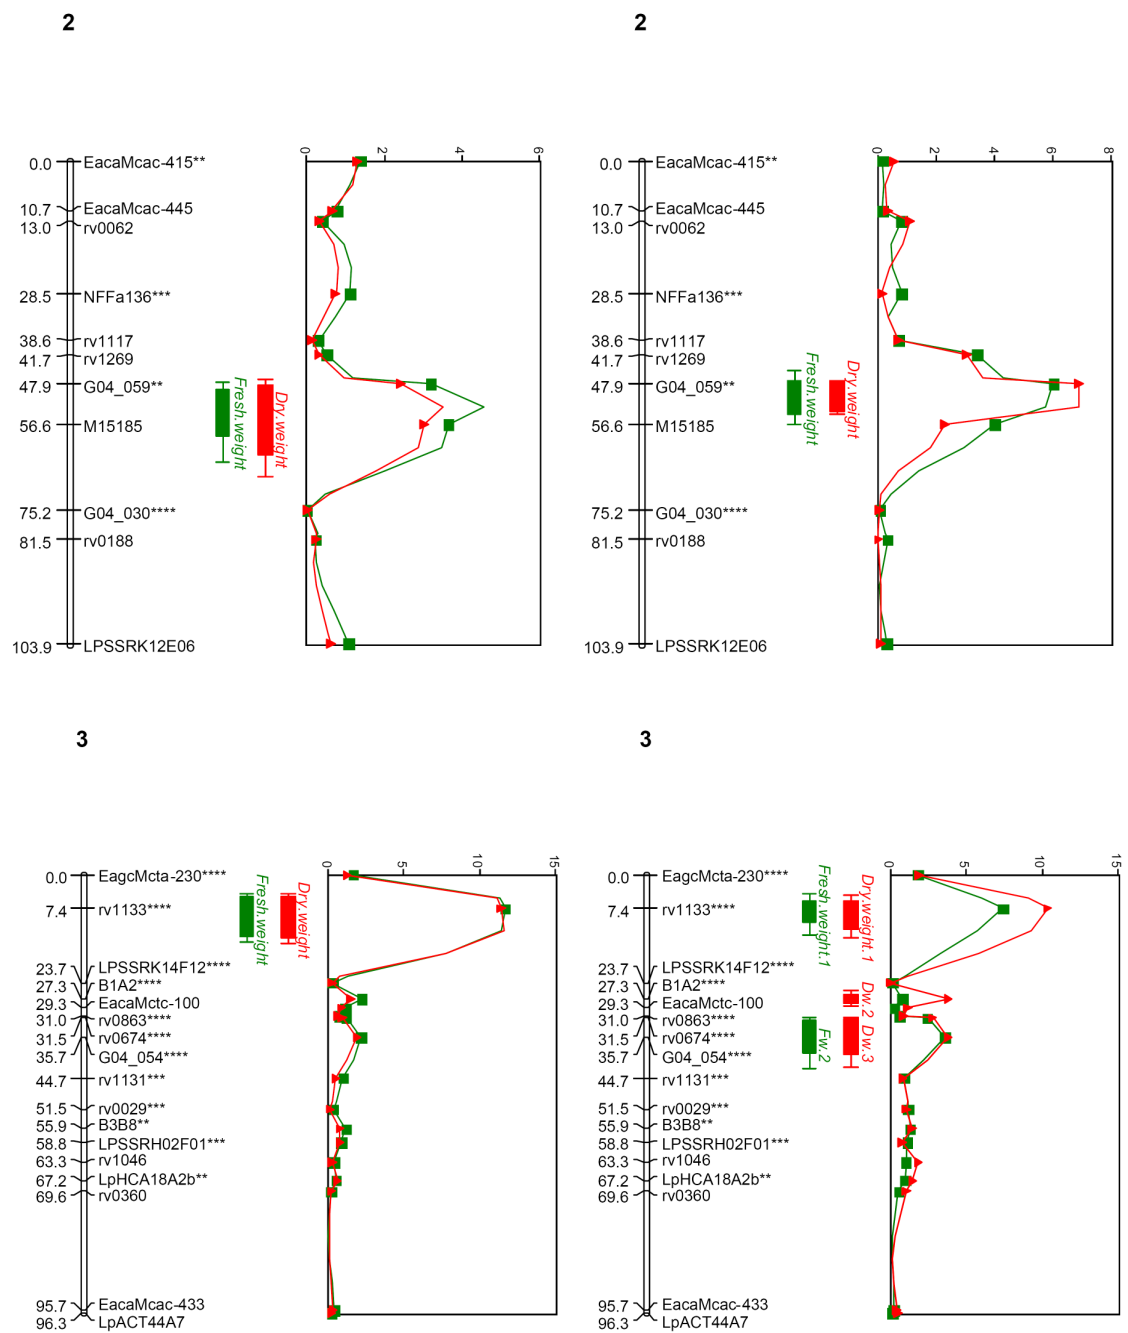 2
0 2 4 6
0.0 EacaMcac-415**
10.7 EacaMcac-445
13.0 rv0062
28.5 NFFa136***
38.6 rv1117
41.7 rv1269
47.9 G04_059**
56.6 M15185
75.2 G04_030****
81.5 rv0188
103.9 LPSSRK12E06
Fresh.weight
Dry.weight
2
0 2 4 6 8
0.0 EacaMcac-415**
10.7 EacaMcac-445
13.0 rv0062
28.5 NFFa136***
38.6 rv1117
41.7 rv1269
47.9 G04_059**
56.6 M15185
75.2 G04_030****
81.5 rv0188
103.9 LPSSRK12E06
Fresh.weight
Dry.weight
3
0 5 10 15
0.0 EagcMcta-230****
7.4 rv1133****
23.7 LPSSRK14F12****
27.3 B1A2****
29.3 EacaMctc-100
31.0 rv0863****
31.5 rv0674****
35.7 G04_054****
44.7 rv1131***
51.5 rv0029***
55.9 B3B8**
58.8 LPSSRH02F01***
63.3 rv1046
67.2 LpHCA18A2b**
69.6 rv0360
95.7 EacaMcac-433
96.3 LpACT44A7
Fresh.weight
Dry.weight
3
0 5 10 15
0.0 EagcMcta-230****
7.4 rv1133****
23.7 LPSSRK14F12****
27.3 B1A2****
29.3 EacaMctc-100
31.0 rv0863****
31.5 rv0674****
35.7 G04_054****
44.7 rv1131***
51.5 rv0029***
55.9 B3B8**
58.8 LPSSRH02F01***
63.3 rv1046
67.2 LpHCA18A2b**
69.6 rv0360
95.7 EacaMcac-433
96.3 LpACT44A7
Fresh.weight.1
Dry.weight.1
Fw.2
Dw.2 Dw.3